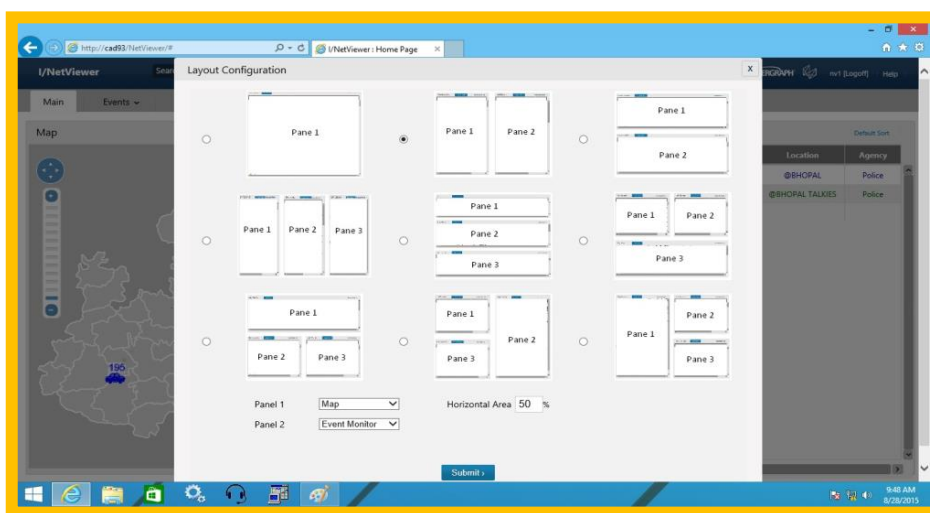 http://cad93/NetViewer/#
I/NetViewer : Home Page
I/NetViewer
nv1 [Logoff]
Help
Layout Configuration
X
Main
Events
Map
Default Sort
Location
Agency
@BHOPAL
Police
@BHOPAL TALKIES
Police
195
Pane 1
Pane 1
Pane 2
Pane 1
Pane 2
Pane 1
Pane 2
Pane 3
Pane 1
Pane 2
Pane 3
Pane 1
Pane 2
Pane 3
Pane 1
Pane 2
Pane 3
Pane 1
Pane 2
Pane 3
Pane 1
Pane 2
Pane 3
Panel 1
Map
Horizontal Area
50
%
Panel 2
Event Monitor
Submit ›
9:48 AM
8/28/2015